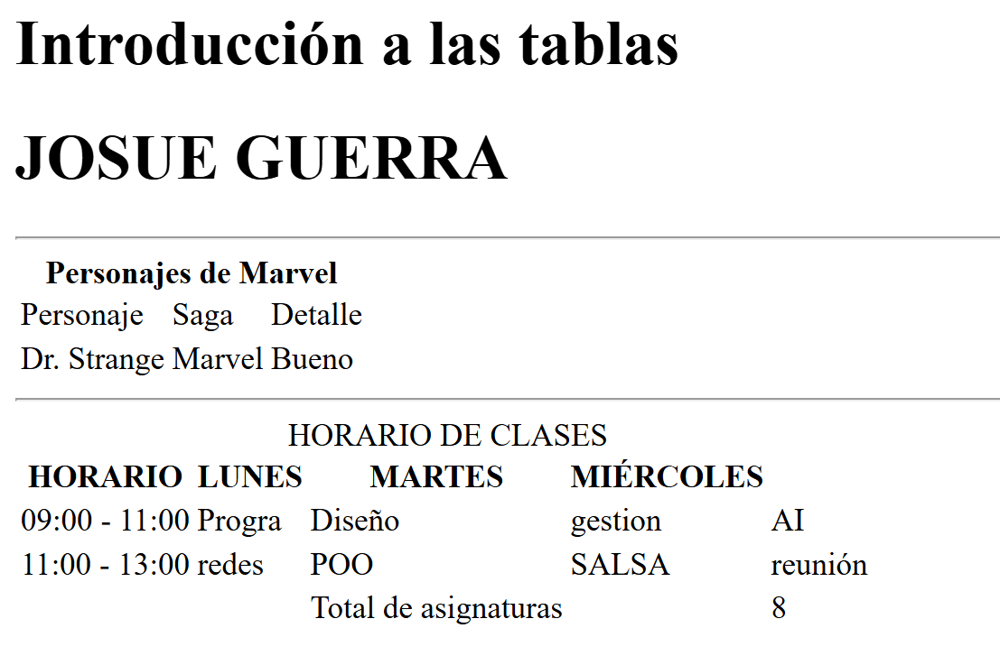 Introducción a las tablas
JOSUE GUERRA
Personajes de Marvel
Personaje Saga Detalle
Dr. Strange Marvel Bueno
HORARIO DE CLASES
HORARIO LUNES MARTES MIÉRCOLES
09:00 - 11:00 Progra Diseño gestion AI
11:00 - 13:00 redes POO SALSA reunión
Total de asignaturas 8